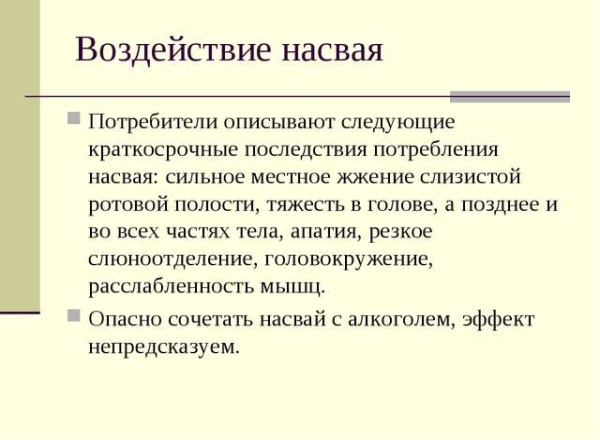 Воздействие насвая
Потребители описывают следующие
краткосрочные последствия потребления
насвая: сильное местное жжение слизистой
ротовой полости, тяжесть в голове, а позднее и
во всех частях тела, апатия, резкое
слюноотделение, головокружение,
расслабленность мышц.
Опасно сочетать насвай с алкоголем, эффект
непредсказуем.